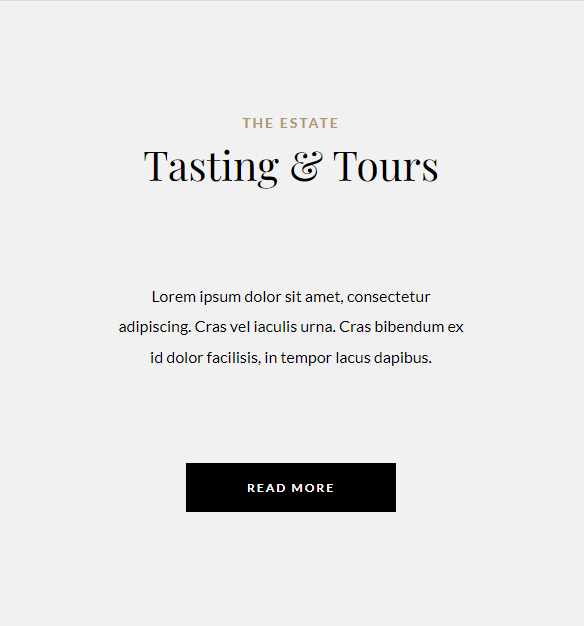 THE ESTATE
Tasting & Tours
Lorem ipsum dolor sit amet, consectetur
adipiscing. Cras vel iaculis urna. Cras bibendum ex
id dolor facilisis, in tempor lacus dapibus.
READ MORE